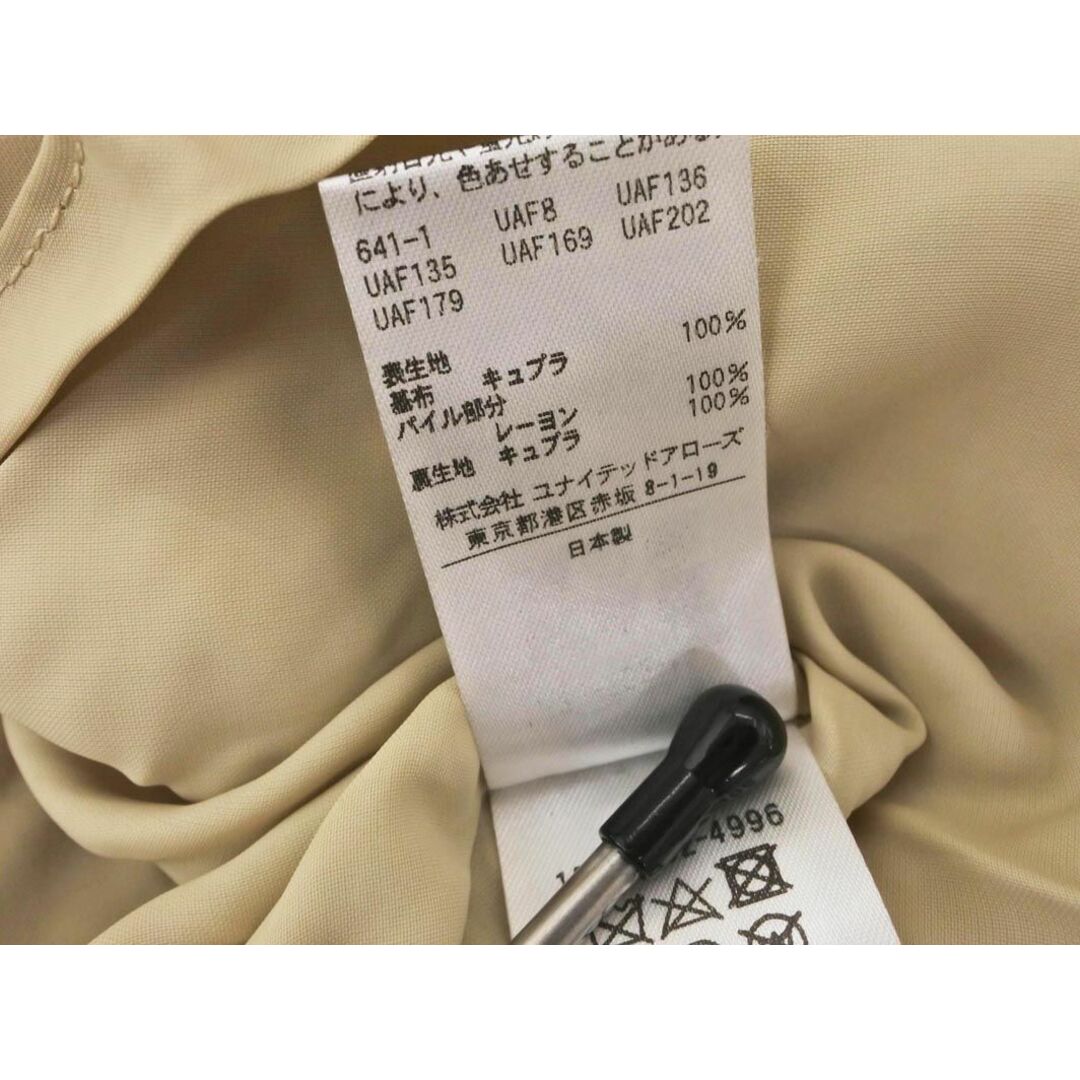 により、色あせすることがある
641-1 UAF8 UAF136
UAF135 UAF169 UAF202
UAF179
表生地
基布 キュプラ 100%
パイル部分
レーヨン 100%
裏生地 キュプラ 100%
株式会社 ユナイテッドアローズ
東京都港区赤坂 8-1-19
日本製
-4996